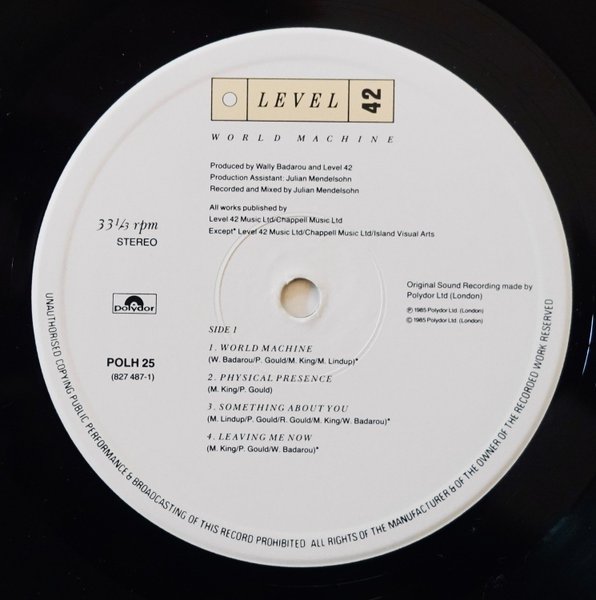 LEVEL 42
WORLD MACHINE
Produced by Wally Badarou and Level 42
Production Assistant: Julian Mendelsohn
Recorded and Mixed by Julian Mendelsohn
All works published by
Level 42 Music Ltd/Chappell Music Ltd
Except* Level 42 Music Ltd/Chappell Music Ltd/Island Visual Arts
33 1/3 rpm
STEREO
Original Sound Recording made by
Polydor Ltd (London)
℗ 1985 Polydor Ltd. (London)
© 1985 Polydor Ltd. (London)
polydor
POLH 25
(827 487-1)
SIDE 1
1. WORLD MACHINE
(W. Badarou/P. Gould/M. King/M. Lindup)*
2. PHYSICAL PRESENCE
(M. King/P. Gould)
3. SOMETHING ABOUT YOU
(M. Lindup/P. Gould/R. Gould/M. King/W. Badarou)*
4. LEAVING ME NOW
(M. King/P. Gould/W. Badarou)*
UNAUTHORISED COPYING PUBLIC PERFORMANCE & BROADCASTING OF THIS RECORD PROHIBITED ALL RIGHTS OF THE MANUFACTURER & OF THE OWNER OF THE RECORDED WORK RESERVED